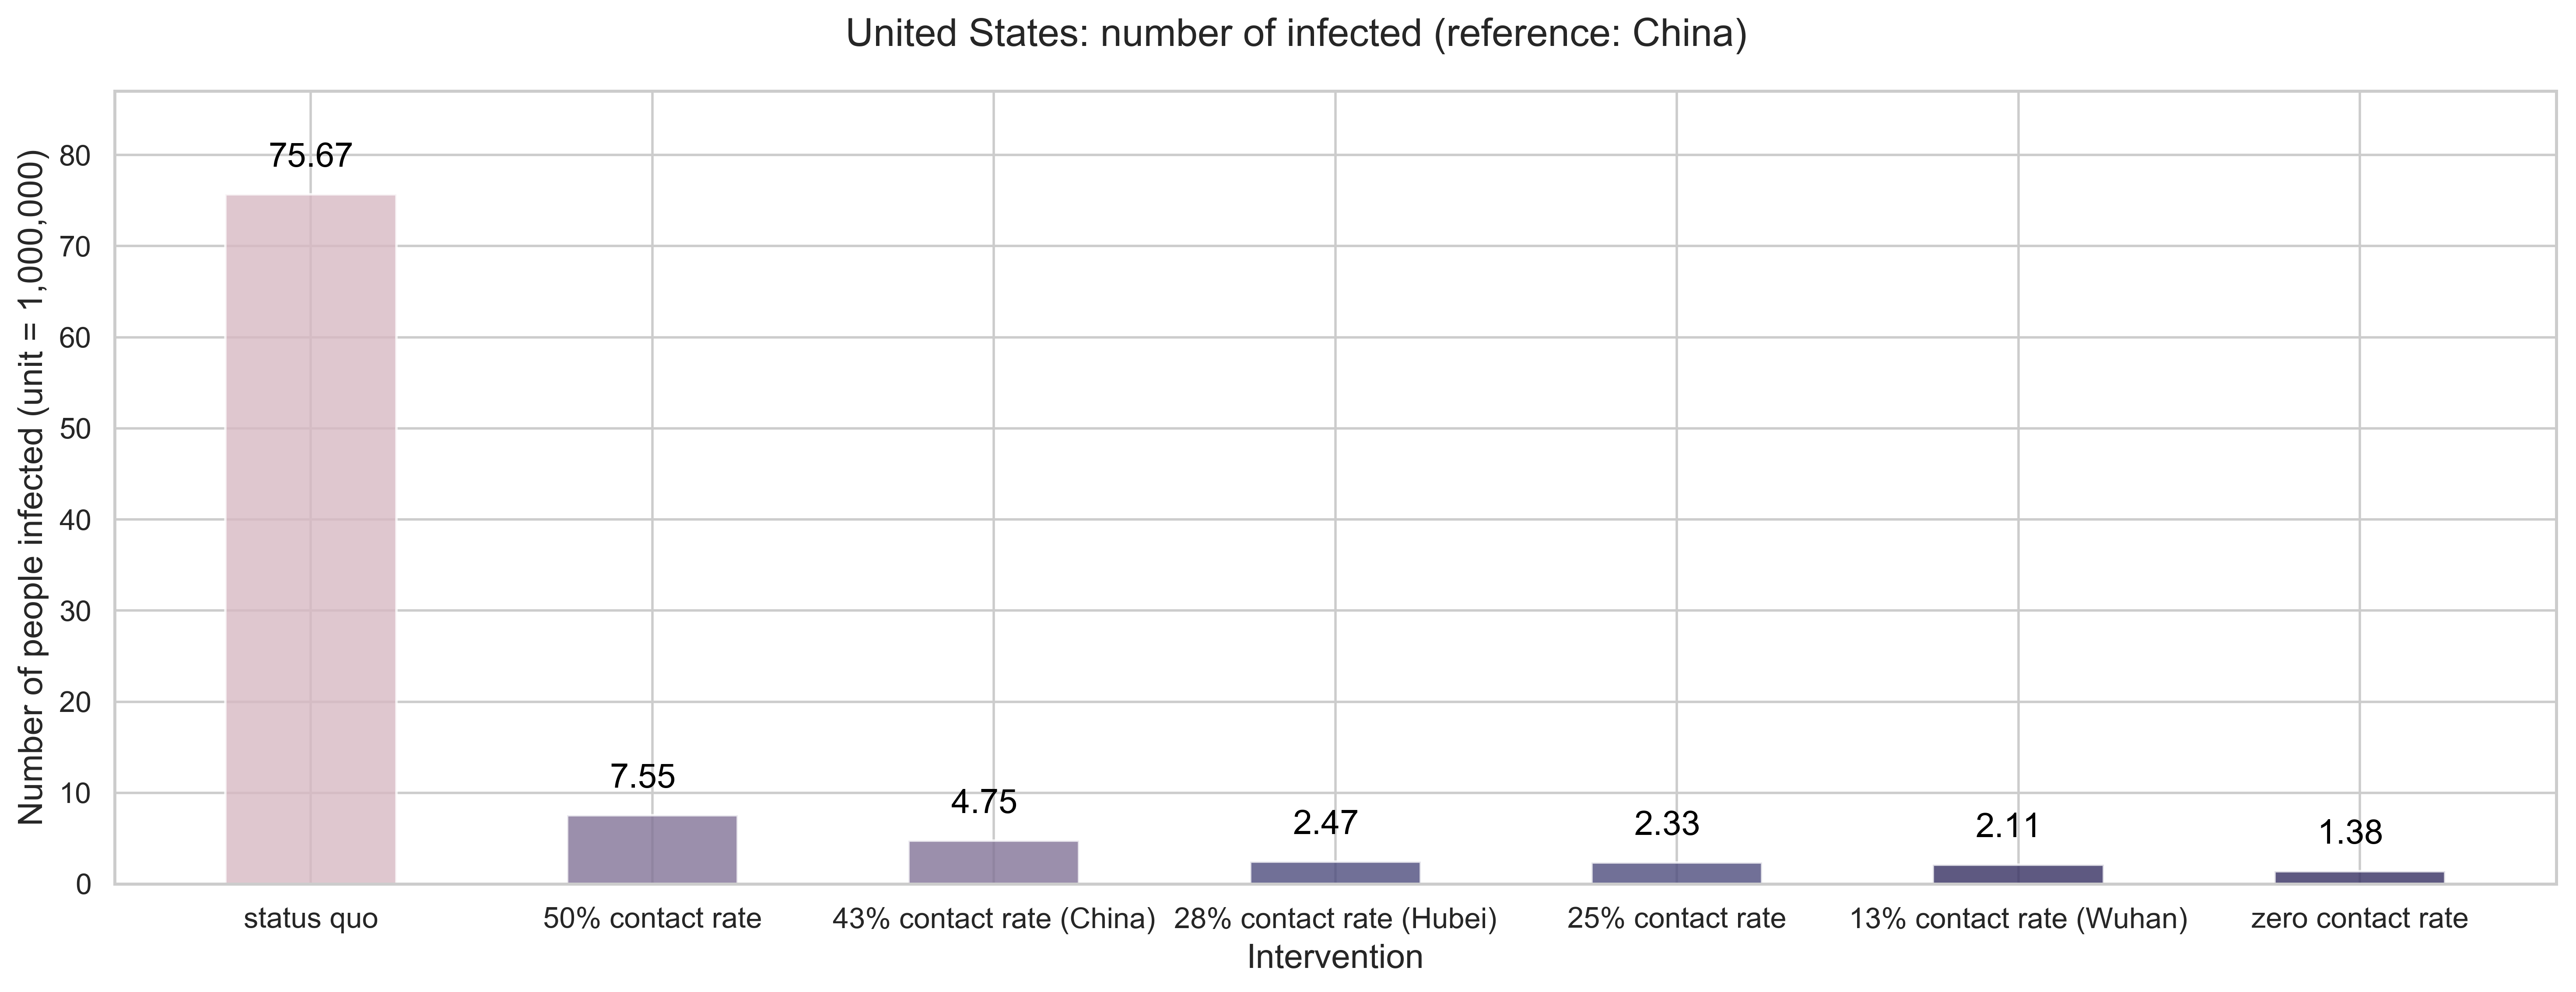 United States: number of infected (reference: China)
Number of people infected (unit = 1,000,000)
80
70
60
50
40
30
20
10
0
75.67
7.55
4.75
2.47
2.33
2.11
1.38
status quo
50% contact rate
43% contact rate (China)
28% contact rate (Hubei)
25% contact rate
13% contact rate (Wuhan)
zero contact rate
Intervention